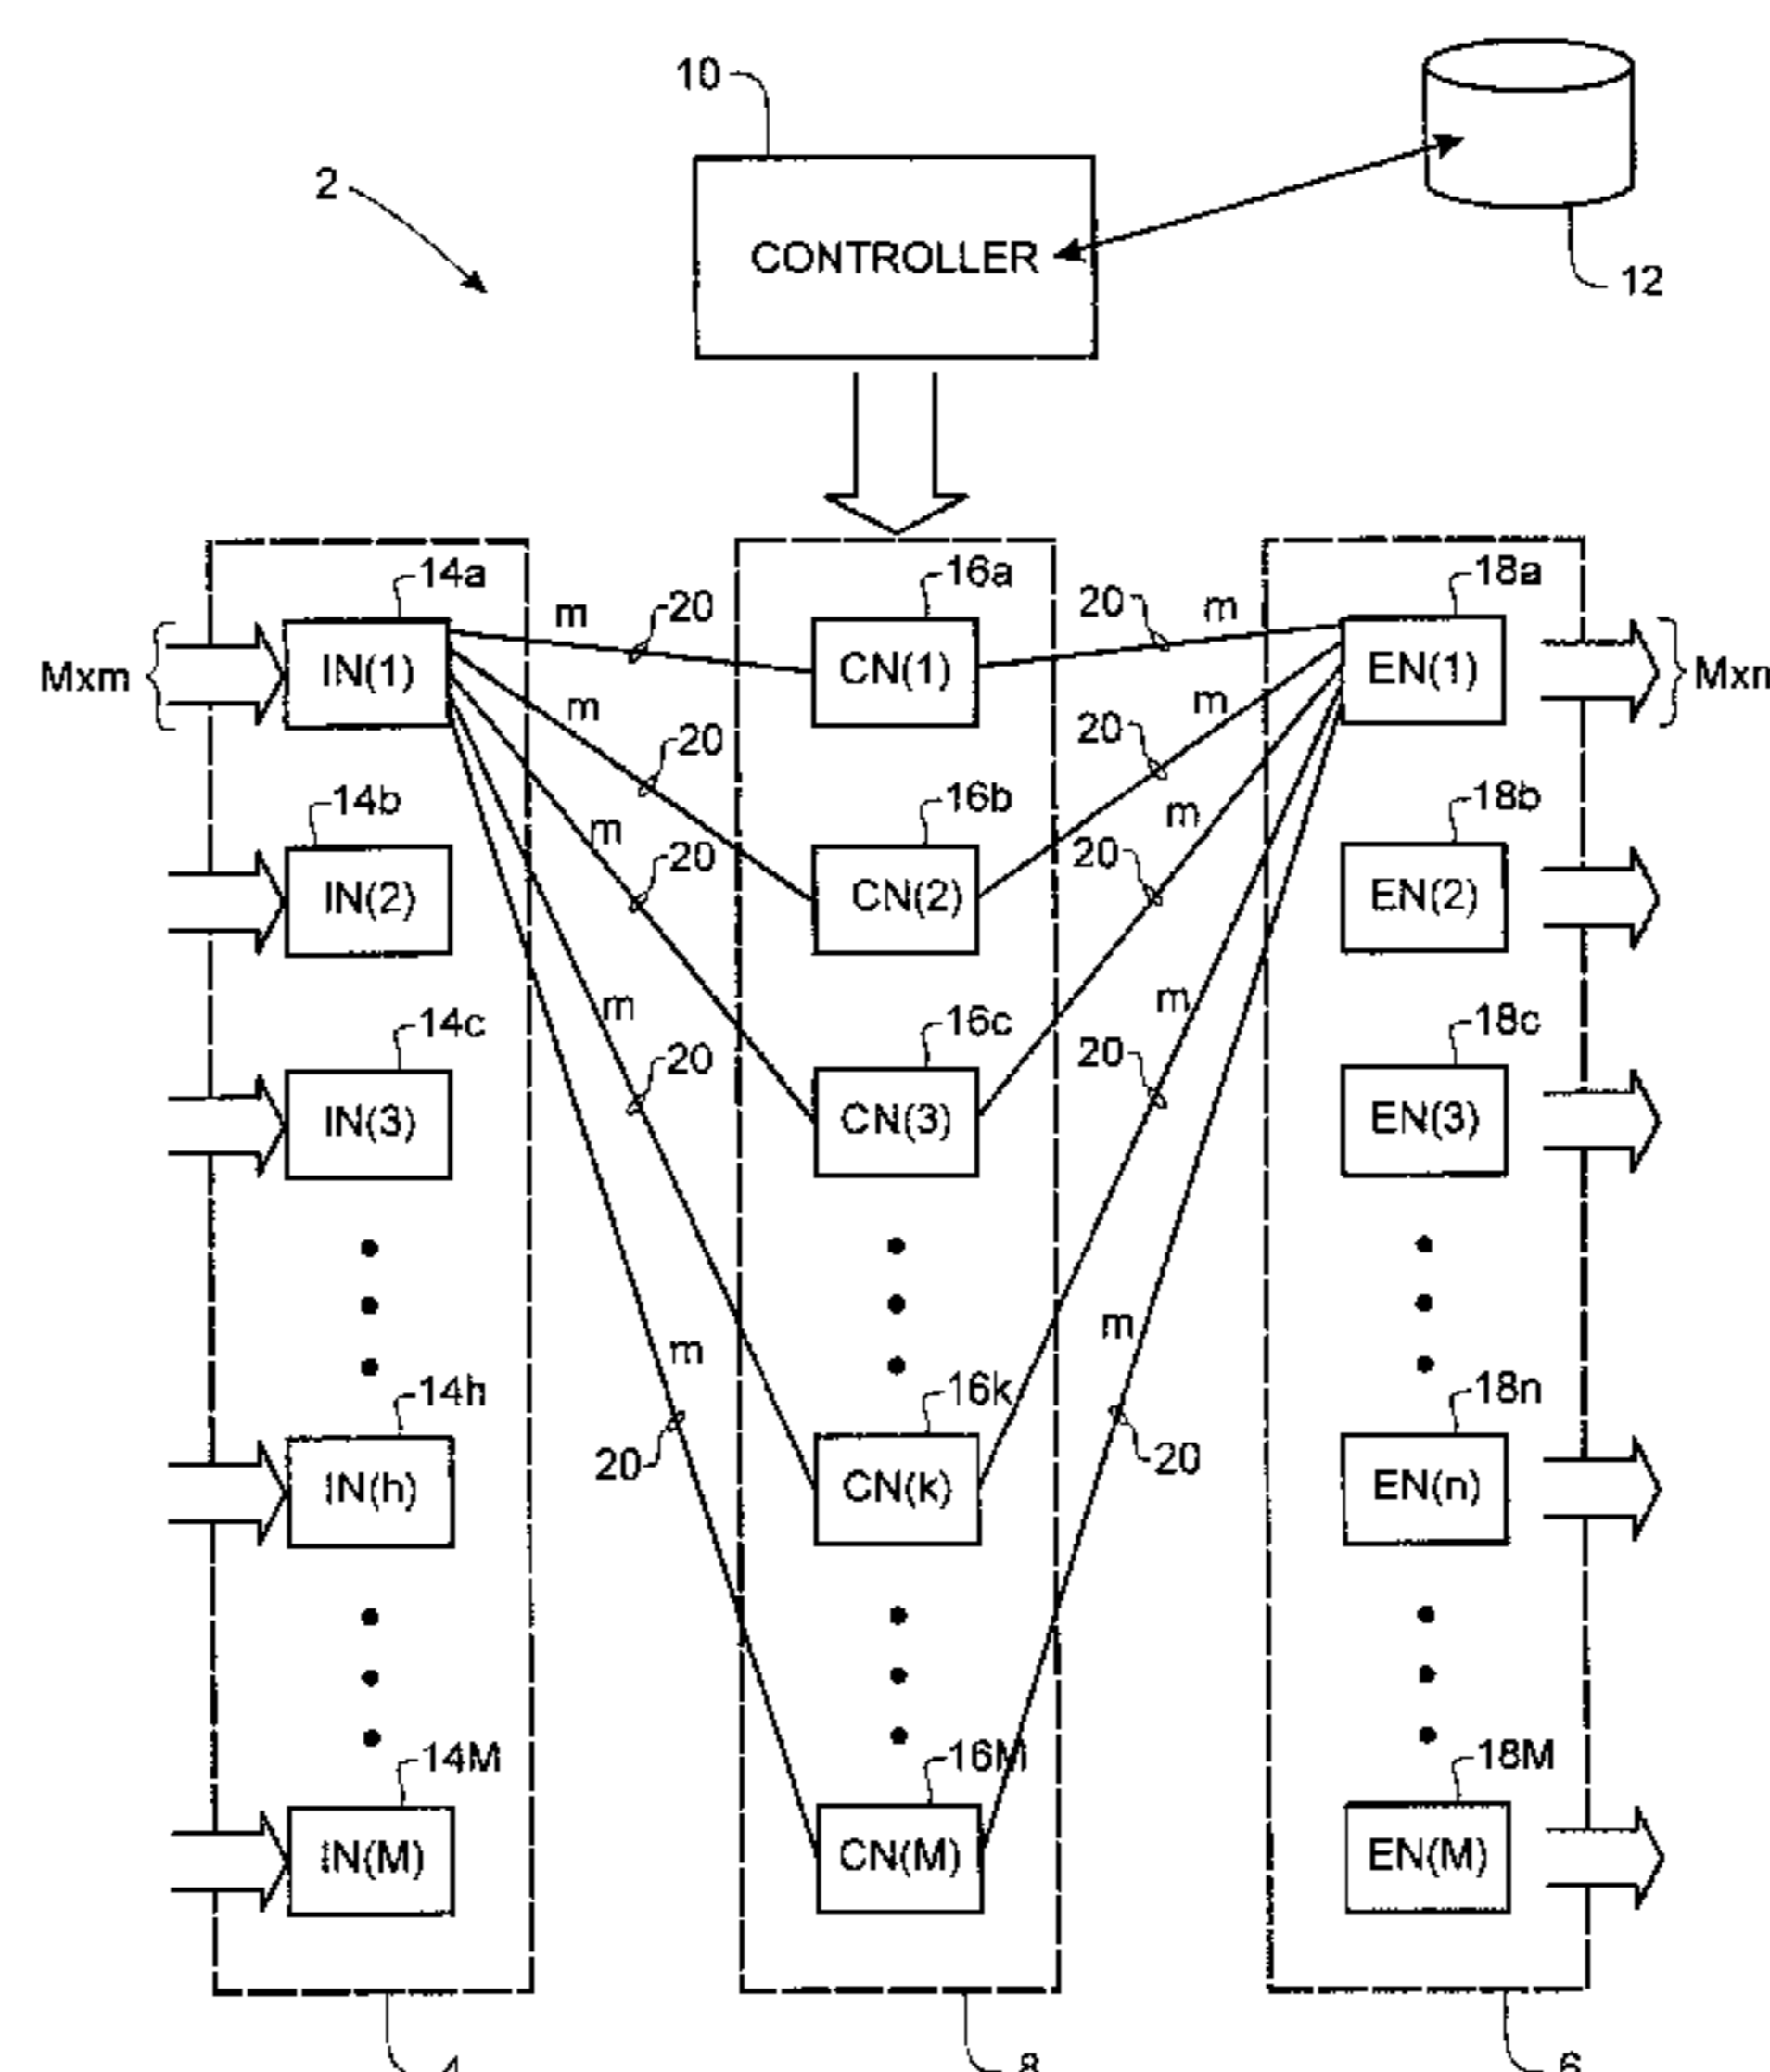 10
2
CONTROLLER
12
14a
16a
18a
m
20
20
m
Mxm
IN(1)
CN(1)
EN(1)
Mxn
m
20
m
20
14b
16b
18b
m
20
m
20
IN(2)
CN(2)
EN(2)
14c
16c
18c
m
20
m
20
IN(3)
CN(3)
EN(3)
m
m
14h
16k
18n
20
20
IN(h)
CN(k)
EN(n)
14M
16M
18M
IN(M)
CN(M)
EN(M)
4
8
6